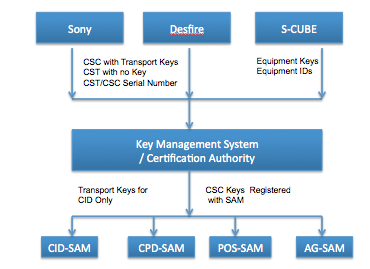 Sony Desfire S-CUBE
CSC with Transport Keys
CST with no Key
CST/CSC Serial Number
Equipment Keys
Equipment IDs
Key Management System
/ Certification Authority
Transport Keys for
CID Only
CSC Keys Registered
with SAM
CID-SAM CPD-SAM POS-SAM AG-SAM